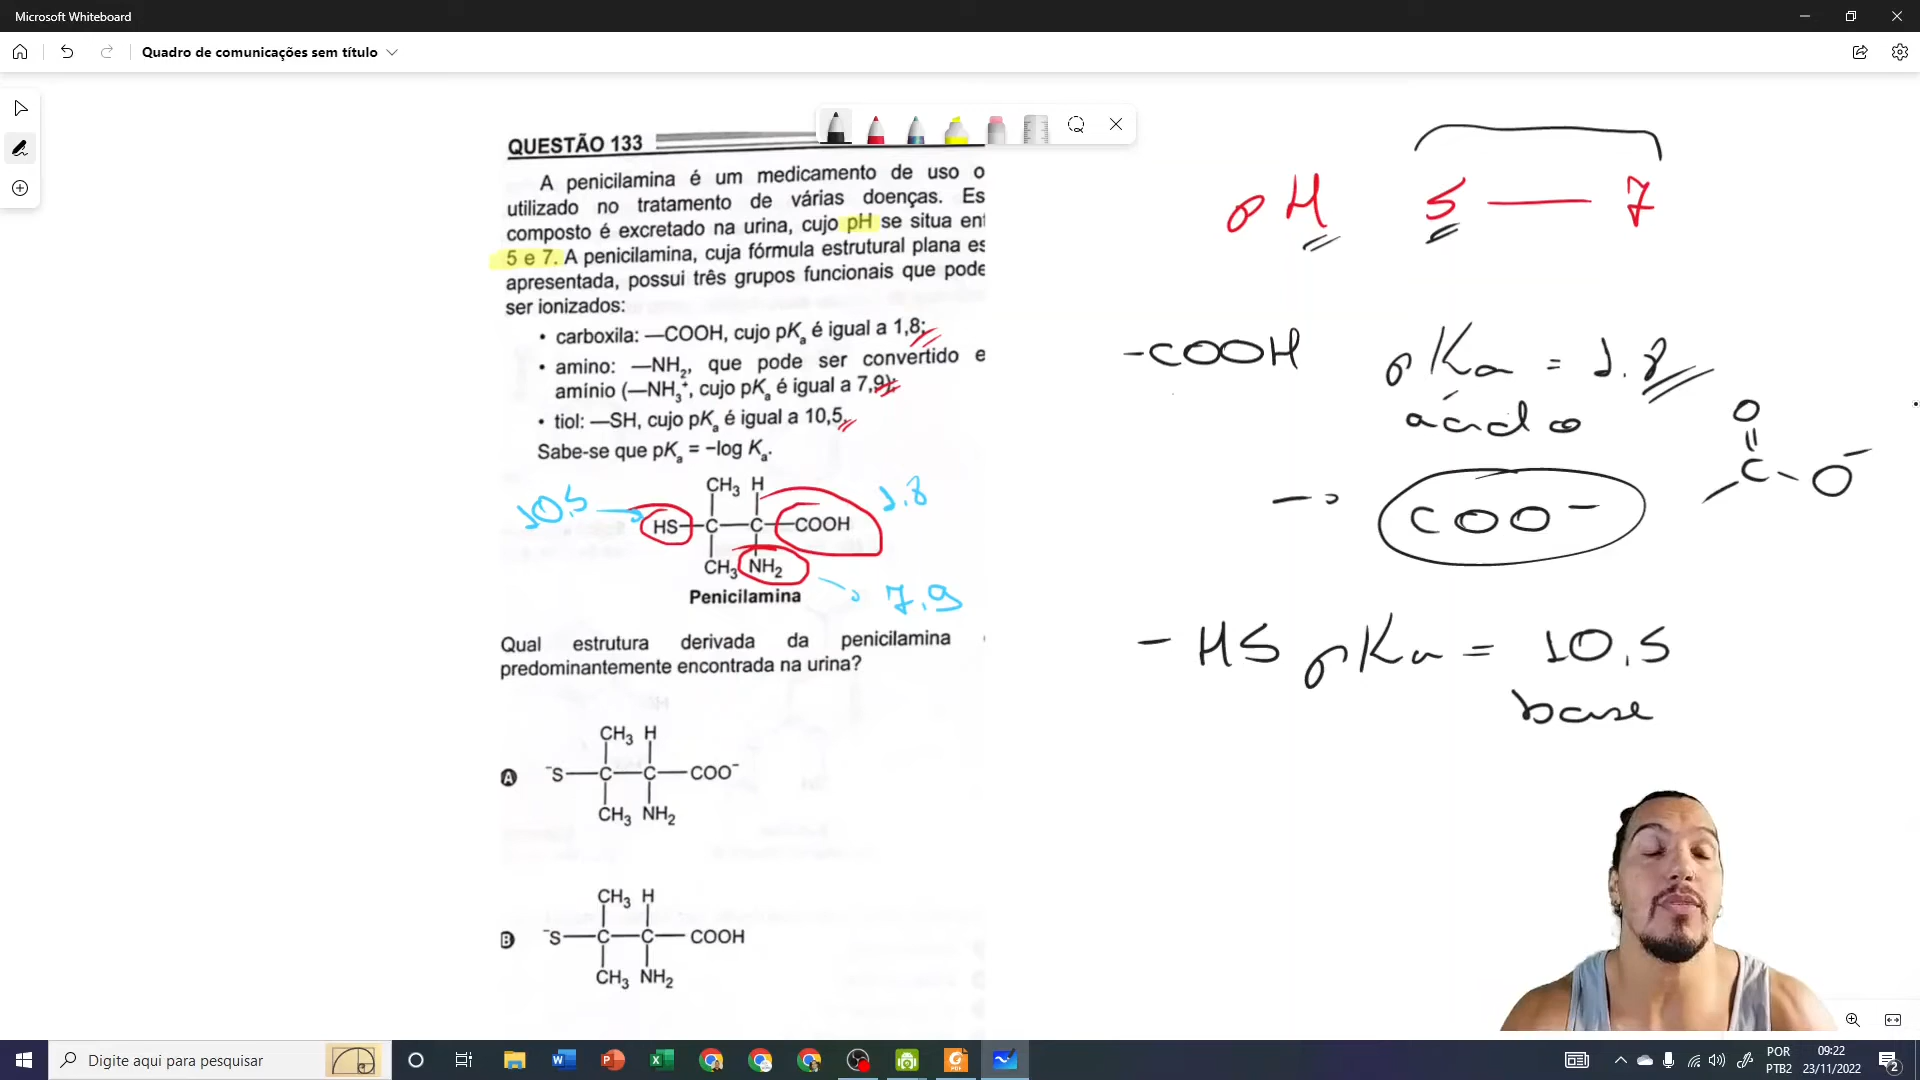 Microsoft Whiteboard
Quadro de comunicações sem título
QUESTÃO 133
A penicilamina é um medicamento de uso o
utilizado no tratamento de várias doenças. Es
composto é excretado na urina, cujo pH se situa ent
5 e 7. A penicilamina, cuja fórmula estrutural plana es
apresentada, possui três grupos funcionais que pode
ser ionizados:
• carboxila: —COOH, cujo pKa é igual a 1,8;
• amino: —NH2, que pode ser convertido e
amínio (—NH3+, cujo pKa é igual a 7,9);
• tiol: —SH, cujo pKa é igual a 10,5.
Sabe-se que pKa = −log Ka.
10.5
1.8
CH3 H
HS—C—C—COOH
CH3 NH2
7.9
Penicilamina
Qual estrutura derivada da penicilamina
predominantemente encontrada na urina?
A
CH3 H
−S—C—C—COO−
CH3 NH2
B
CH3 H
−S—C—C—COOH
CH3 NH2
pH 5 — 7
-COOH pKa = 1.8
ácido
O
C - O−
COO−
- HS pKa = 10.5
base
Digite aqui para pesquisar
POR
PTB2
09:22
23/11/2022
2